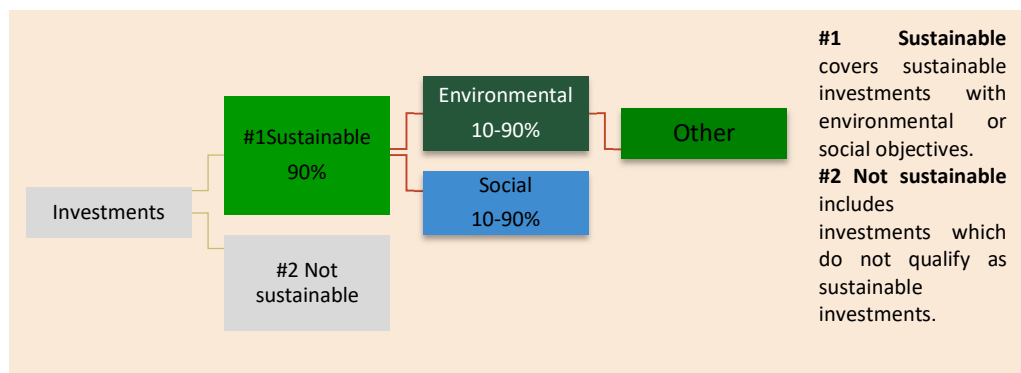 Investments
#1Sustainable
90%
#2 Not
sustainable
Environmental
10-90%
Social
10-90%
Other
#1 Sustainable
covers sustainable
investments with
environmental or
social objectives.
#2 Not sustainable
includes
investments which
do not qualify as
sustainable
investments.